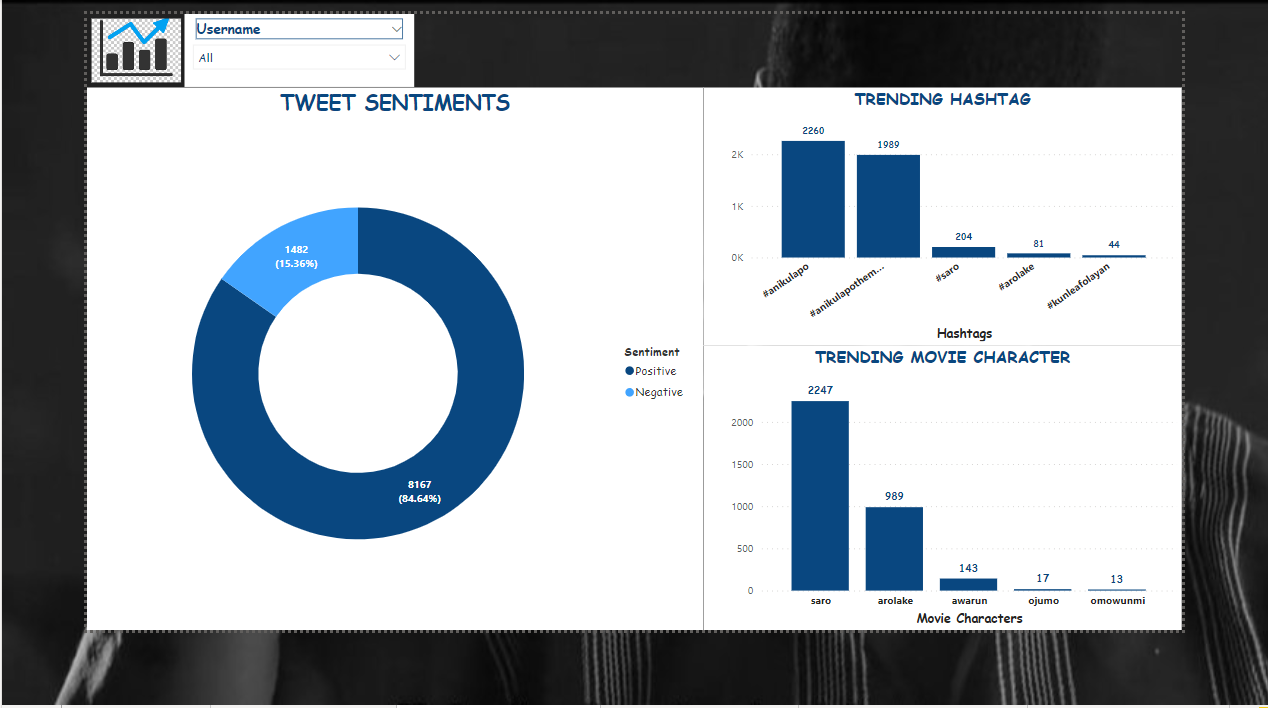 Username
All
TWEET SENTIMENTS
1482
(15.36%)
8167
(84.64%)
Sentiment
Positive
Negative
TRENDING HASHTAG
2260
1989
204
81
44
2K
1K
0K
#anikulapo
#anikulapothem...
#saro
#arolake
#kunleafolayan
Hashtags
TRENDING MOVIE CHARACTER
2247
989
143
17
13
2000
1500
1000
500
0
saro
arolake
awarun
ojumo
omowunmi
Movie Characters